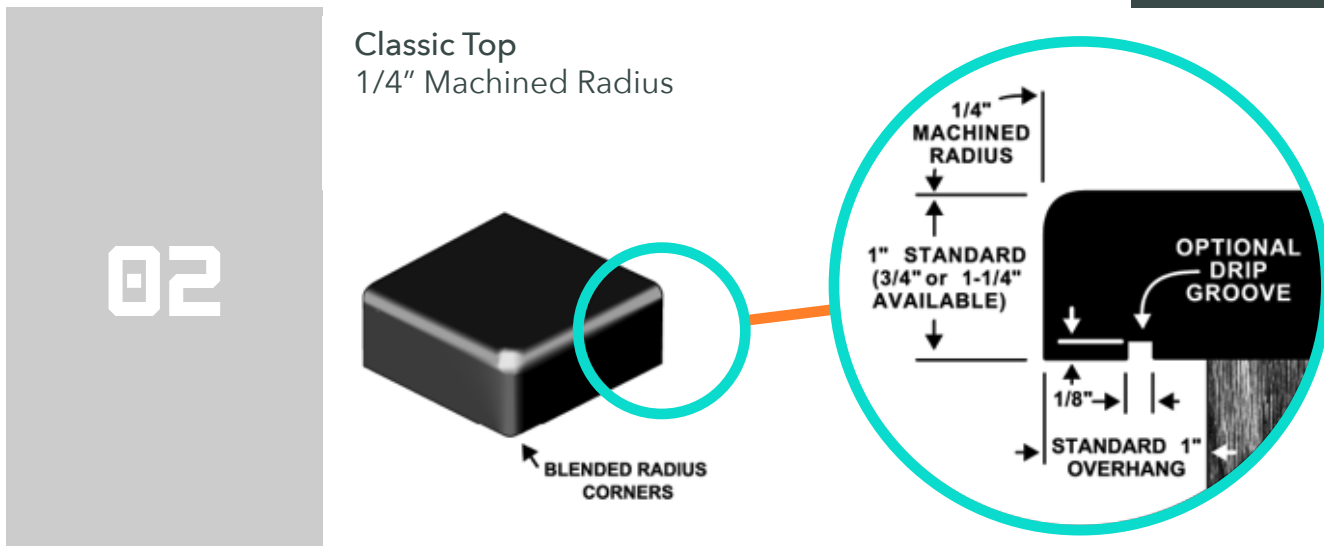 02
Classic Top
1/4” Machined Radius
1/4"
MACHINED
RADIUS
1" STANDARD
(3/4" or 1-1/4"
AVAILABLE)
OPTIONAL
DRIP
GROOVE
1/8"
STANDARD 1"
OVERHANG
BLENDED RADIUS
CORNERS